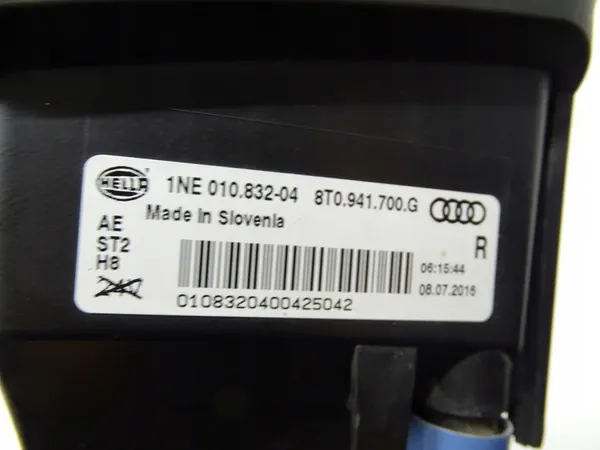 HELLA 1NE 010.832-04 8T0.941.700.G
Made In Slovenia
AE
ST2
H8
24V
R
06:15:44
08.07.2016
0108320400425042